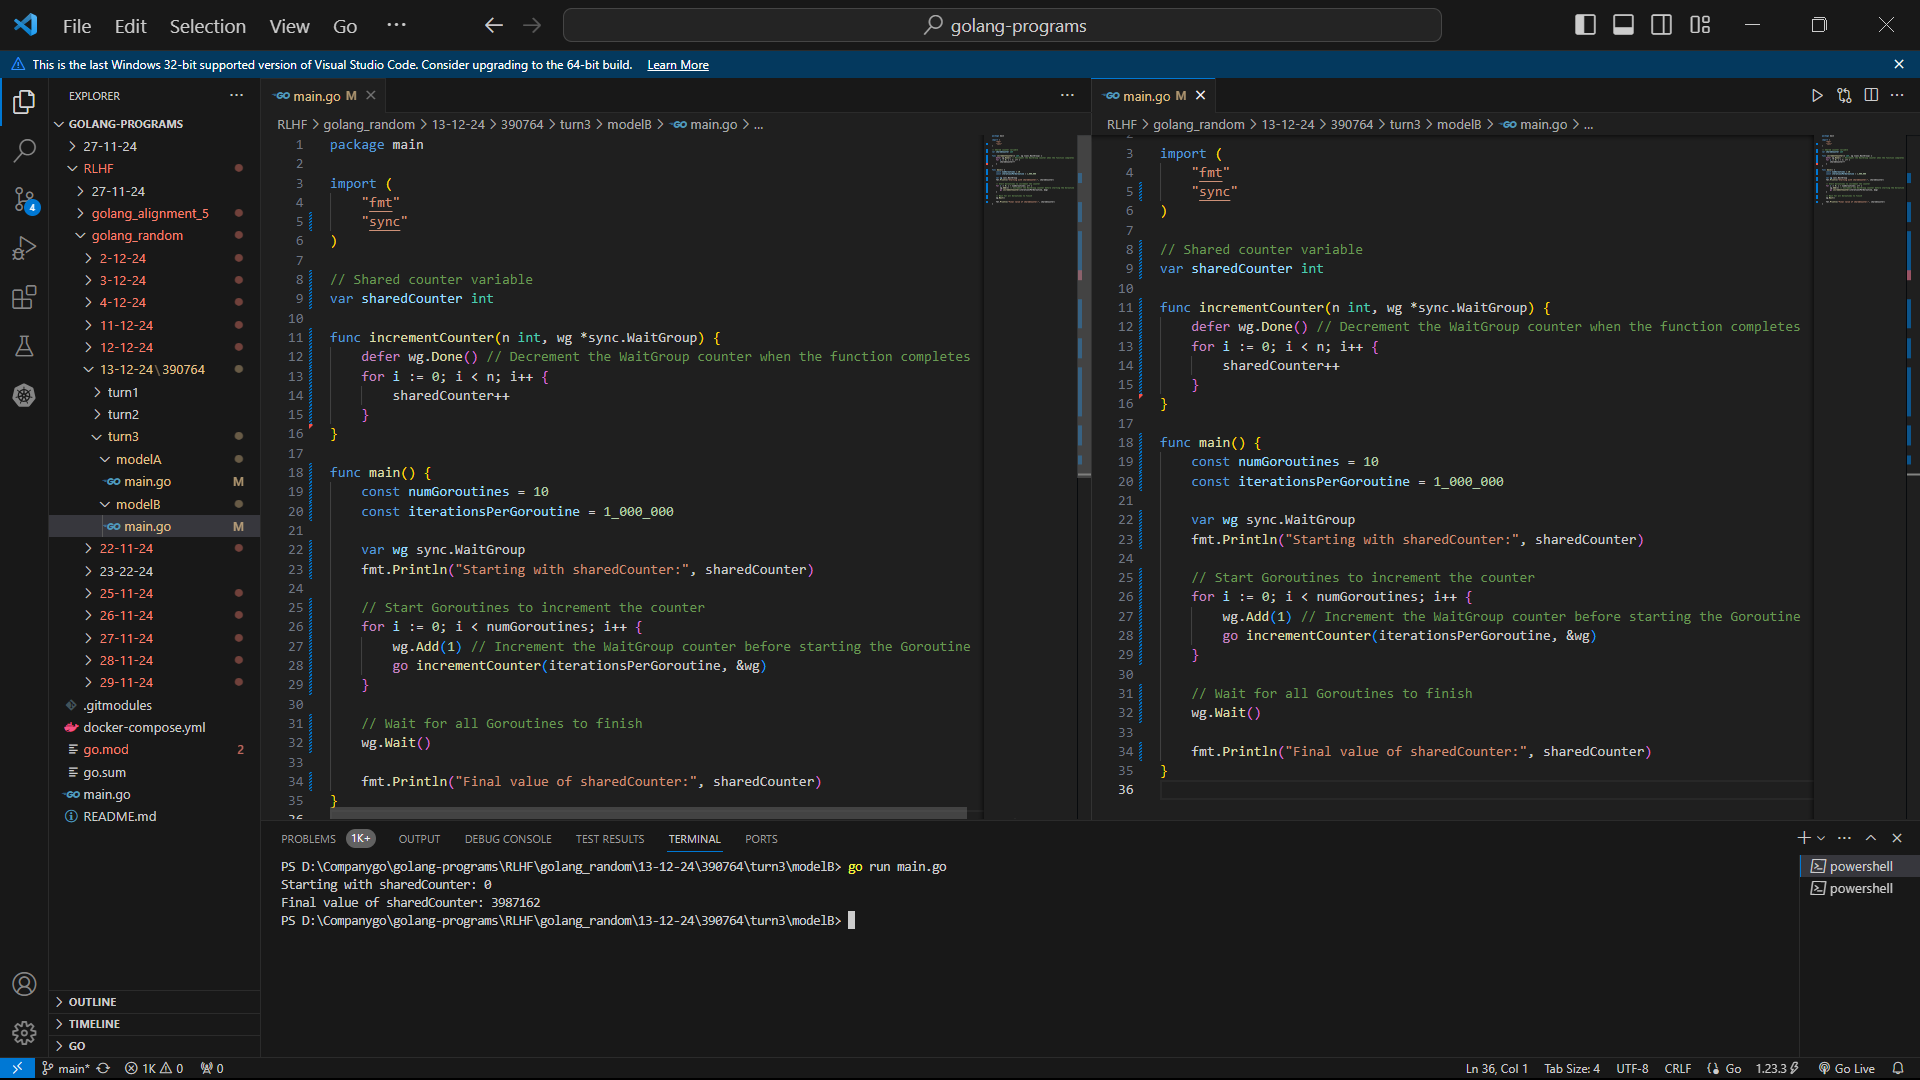 File Edit Selection View Go ···
golang-programs
This is the last Windows 32-bit supported version of Visual Studio Code. Consider upgrading to the 64-bit build. Learn More
EXPLORER
GOLANG-PROGRAMS
27-11-24
RLHF
27-11-24
golang_alignment_5
golang_random
2-12-24
3-12-24
4-12-24
11-12-24
12-12-24
13-12-24\390764
turn1
turn2
turn3
modelA
main.go M
modelB
main.go M
22-11-24
23-22-24
25-11-24
26-11-24
27-11-24
28-11-24
29-11-24
.gitmodules
docker-compose.yml
go.mod 2
go.sum
main.go
README.md
OUTLINE
TIMELINE
GO
4
main.go M
RLHF > golang_random > 13-12-24 > 390764 > turn3 > modelB > main.go > ...
1 package main
2
3 import (
4 "fmt"
5 "sync"
6 )
7
8 // Shared counter variable
9 var sharedCounter int
10
11 func incrementCounter(n int, wg *sync.WaitGroup) {
12 defer wg.Done() // Decrement the WaitGroup counter when the function completes
13 for i := 0; i < n; i++ {
14 sharedCounter++
15 }
16 }
17
18 func main() {
19 const numGoroutines = 10
20 const iterationsPerGoroutine = 1_000_000
21
22 var wg sync.WaitGroup
23 fmt.Println("Starting with sharedCounter:", sharedCounter)
24
25 // Start Goroutines to increment the counter
26 for i := 0; i < numGoroutines; i++ {
27 wg.Add(1) // Increment the WaitGroup counter before starting the Goroutine
28 go incrementCounter(iterationsPerGoroutine, &wg)
29 }
30
31 // Wait for all Goroutines to finish
32 wg.Wait()
33
34 fmt.Println("Final value of sharedCounter:", sharedCounter)
35 }
36
main.go M
RLHF > golang_random > 13-12-24 > 390764 > turn3 > modelB > main.go > ...
2
3 import (
4 "fmt"
5 "sync"
6 )
7
8 // Shared counter variable
9 var sharedCounter int
10
11 func incrementCounter(n int, wg *sync.WaitGroup) {
12 defer wg.Done() // Decrement the WaitGroup counter when the function completes
13 for i := 0; i < n; i++ {
14 sharedCounter++
15 }
16 }
17
18 func main() {
19 const numGoroutines = 10
20 const iterationsPerGoroutine = 1_000_000
21
22 var wg sync.WaitGroup
23 fmt.Println("Starting with sharedCounter:", sharedCounter)
24
25 // Start Goroutines to increment the counter
26 for i := 0; i < numGoroutines; i++ {
27 wg.Add(1) // Increment the WaitGroup counter before starting the Goroutine
28 go incrementCounter(iterationsPerGoroutine, &wg)
29 }
30
31 // Wait for all Goroutines to finish
32 wg.Wait()
33
34 fmt.Println("Final value of sharedCounter:", sharedCounter)
35 }
36
PROBLEMS 1K+ OUTPUT DEBUG CONSOLE TEST RESULTS TERMINAL PORTS
PS D:\Companygo\golang-programs\RLHF\golang_random\13-12-24\390764\turn3\modelB> go run main.go
Starting with sharedCounter: 0
Final value of sharedCounter: 3987162
PS D:\Companygo\golang-programs\RLHF\golang_random\13-12-24\390764\turn3\modelB>
powershell
powershell
main* 1K 0 0 Ln 36, Col 1 Tab Size: 4 UTF-8 CRLF Go 1.23.3 Go Live